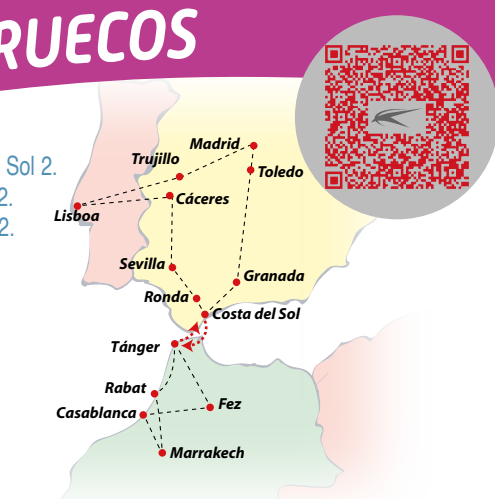 RUECOS
Sol 2.
2.
2.
Madrid
Trujillo
Toledo
Cáceres
Lisboa
Sevilla
Granada
Ronda
Costa del Sol
Tánger
Rabat
Casablanca
Fez
Marrakech